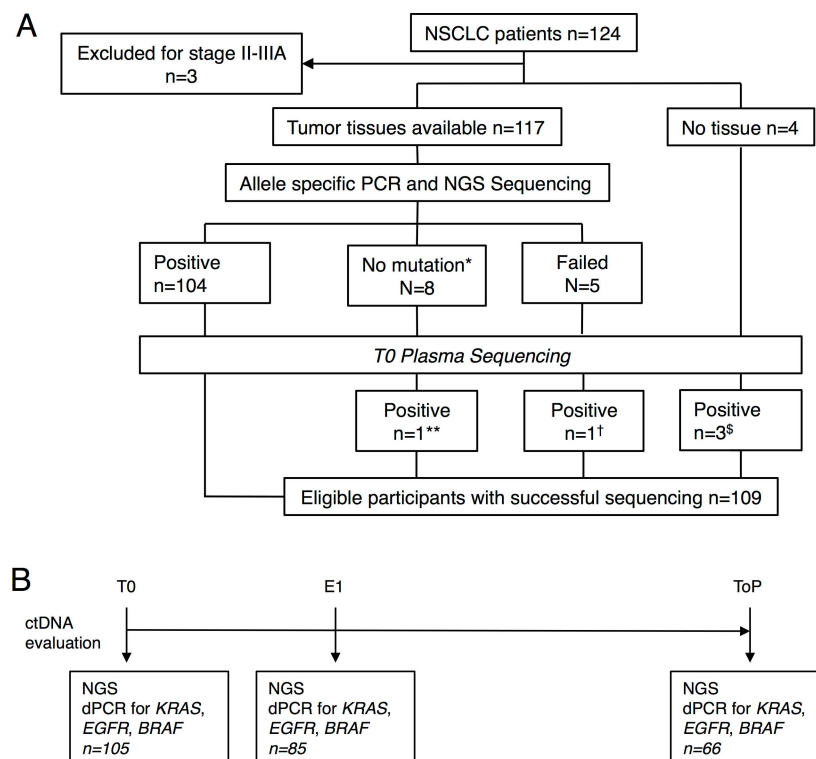 A
NSCLC patients n=124
Excluded for stage II-IIIA
n=3
Tumor tissues available n=117
No tissue n=4
Allele specific PCR and NGS Sequencing
Positive
n=104
No mutation*
N=8
Failed
N=5
T0 Plasma Sequencing
Positive
n=1**
Positive
n=1†
Positive
n=3$
Eligible participants with successful sequencing n=109
B
T0
E1
ToP
ctDNA
evaluation
NGS
dPCR for KRAS,
EGFR, BRAF
n=105
NGS
dPCR for KRAS,
EGFR, BRAF
n=85
NGS
dPCR for KRAS,
EGFR, BRAF
n=66